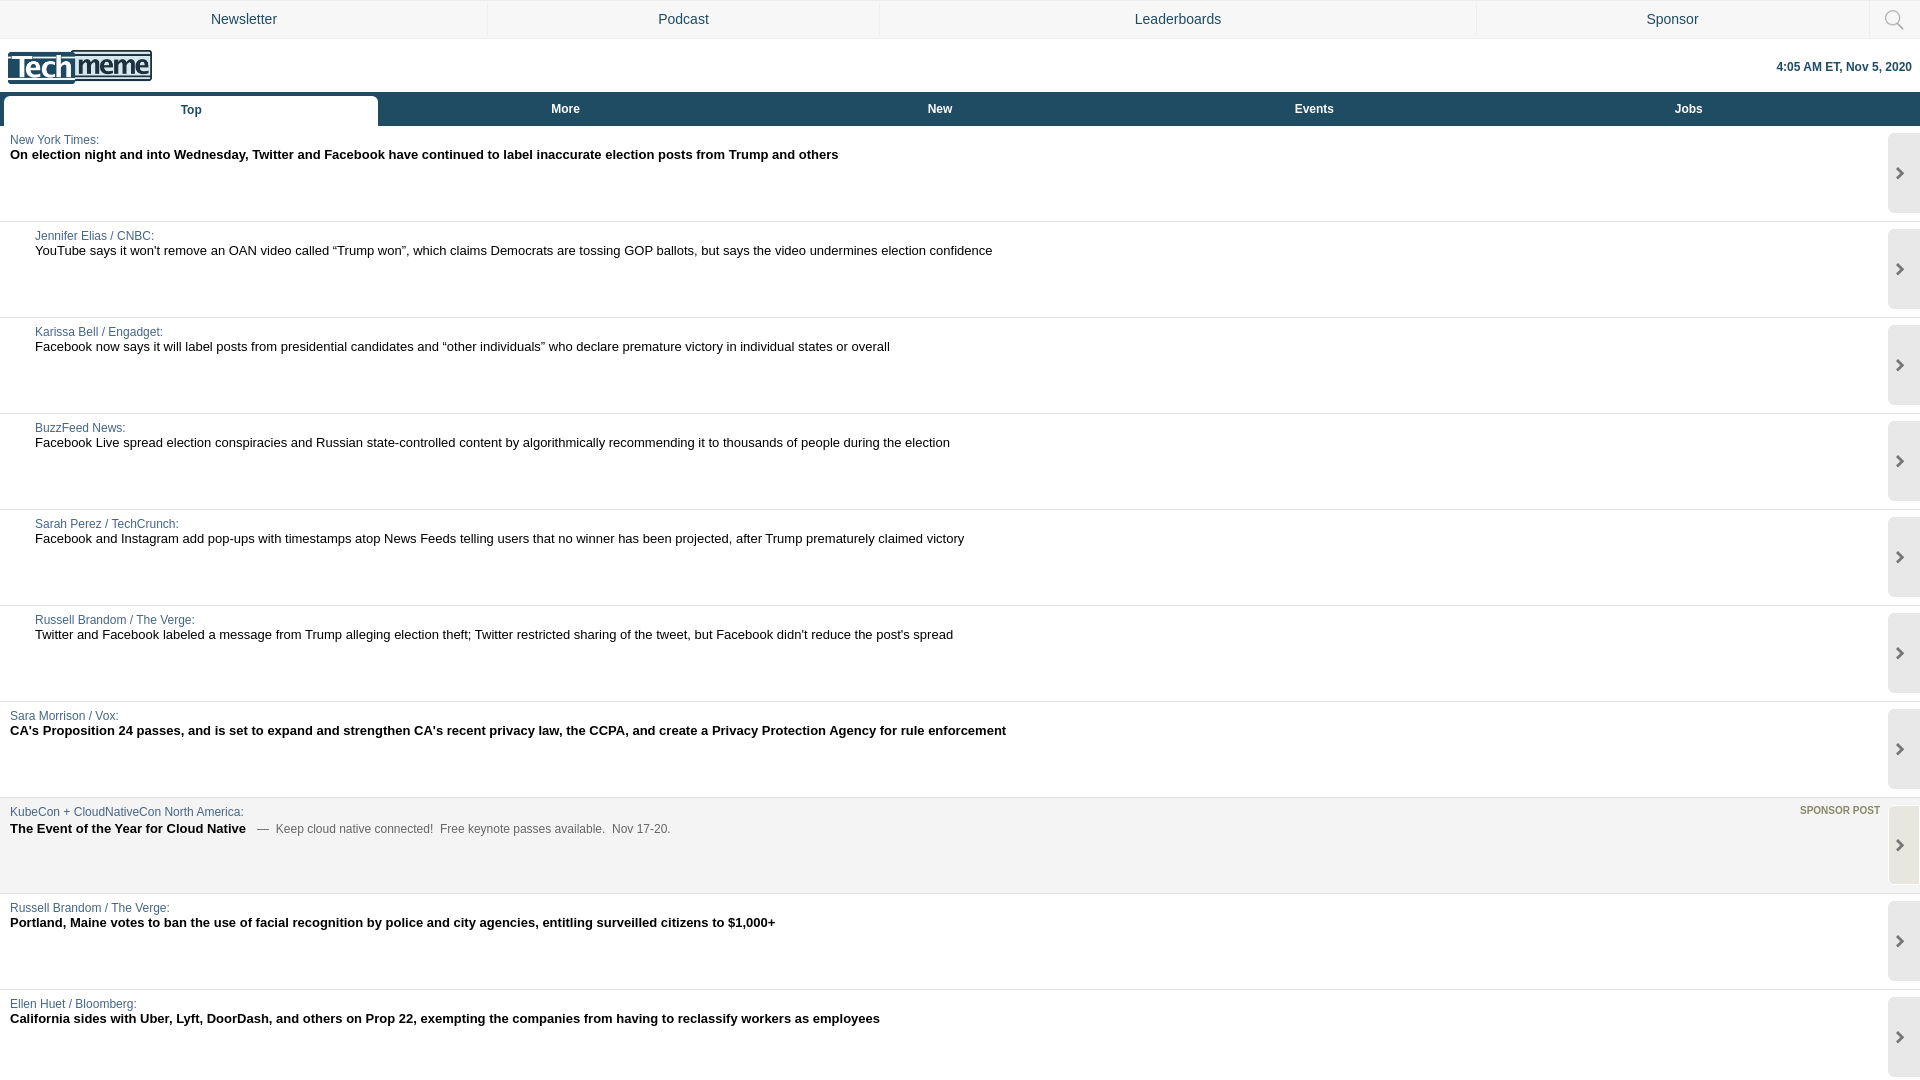 Newsletter
Podcast
Leaderboards
Sponsor
Techmeme
4:05 AM ET, Nov 5, 2020
Top
More
New
Events
Jobs
New York Times:
On election night and into Wednesday, Twitter and Facebook have continued to label inaccurate election posts from Trump and others
Jennifer Elias / CNBC:
YouTube says it won't remove an OAN video called “Trump won”, which claims Democrats are tossing GOP ballots, but says the video undermines election confidence
Karissa Bell / Engadget:
Facebook now says it will label posts from presidential candidates and “other individuals” who declare premature victory in individual states or overall
BuzzFeed News:
Facebook Live spread election conspiracies and Russian state-controlled content by algorithmically recommending it to thousands of people during the election
Sarah Perez / TechCrunch:
Facebook and Instagram add pop-ups with timestamps atop News Feeds telling users that no winner has been projected, after Trump prematurely claimed victory
Russell Brandom / The Verge:
Twitter and Facebook labeled a message from Trump alleging election theft; Twitter restricted sharing of the tweet, but Facebook didn't reduce the post's spread
Sara Morrison / Vox:
CA's Proposition 24 passes, and is set to expand and strengthen CA's recent privacy law, the CCPA, and create a Privacy Protection Agency for rule enforcement
KubeCon + CloudNativeCon North America:
SPONSOR POST
The Event of the Year for Cloud Native — Keep cloud native connected! Free keynote passes available. Nov 17-20.
Russell Brandom / The Verge:
Portland, Maine votes to ban the use of facial recognition by police and city agencies, entitling surveilled citizens to $1,000+
Ellen Huet / Bloomberg:
California sides with Uber, Lyft, DoorDash, and others on Prop 22, exempting the companies from having to reclassify workers as employees